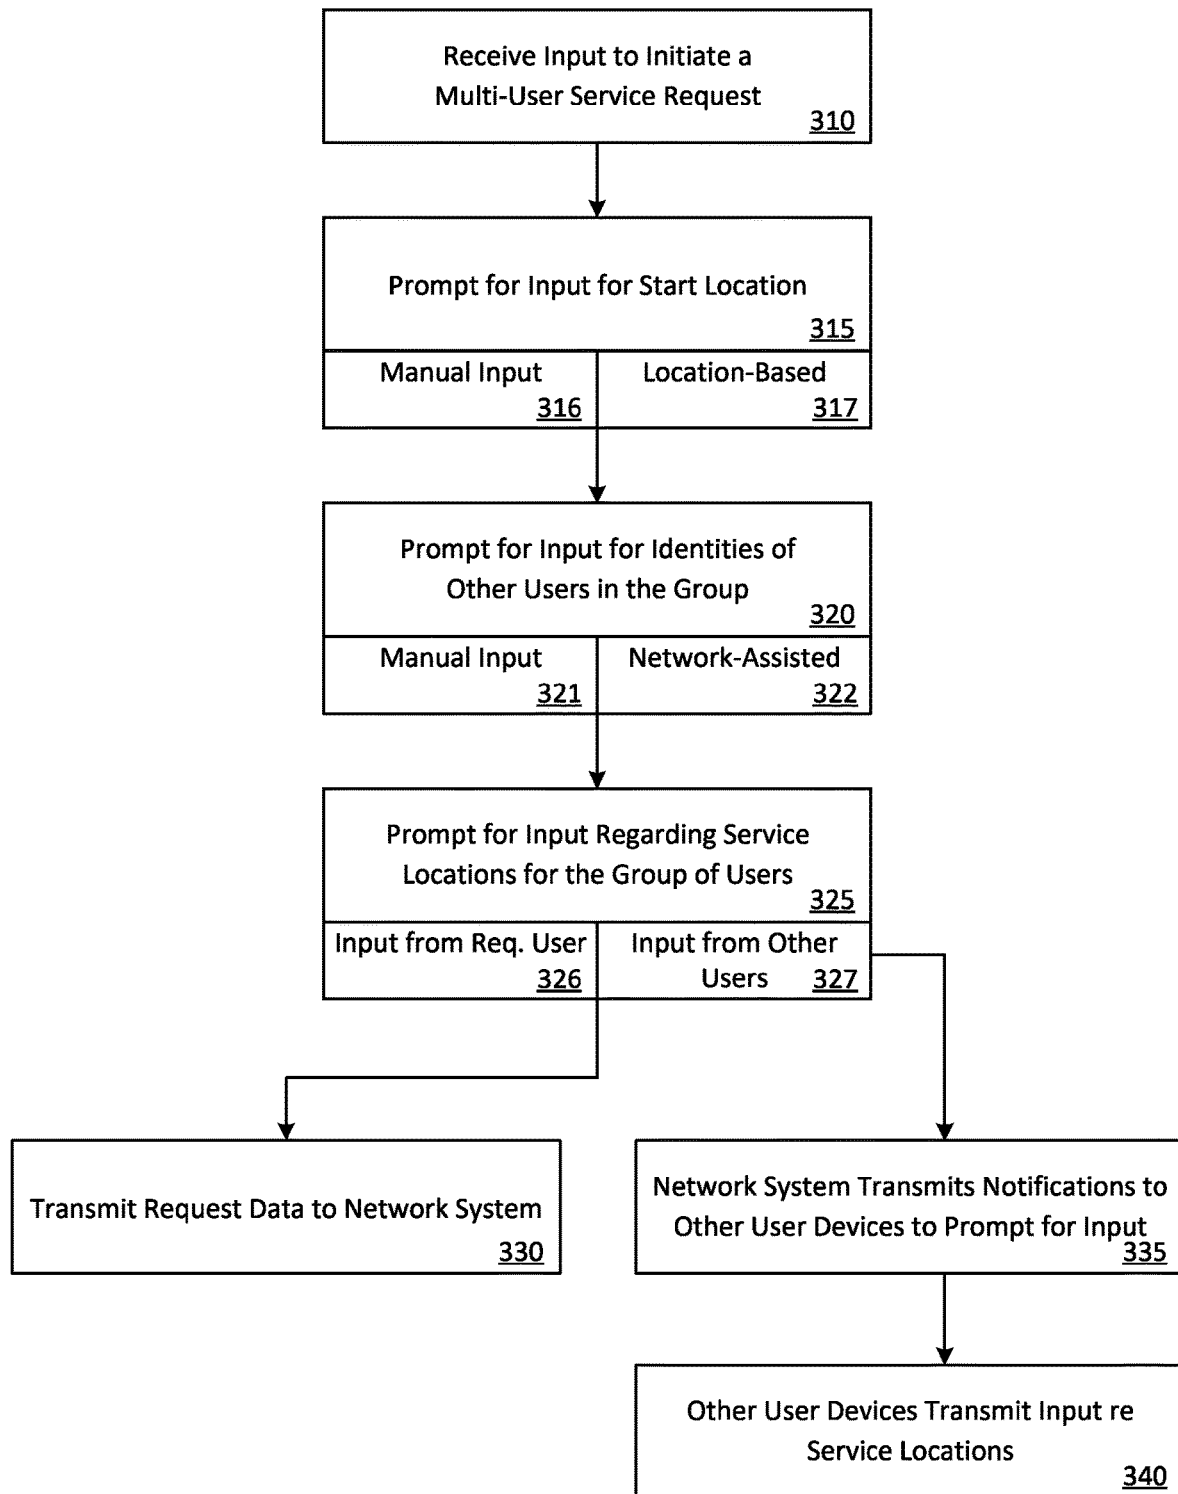 Receive Input to Initiate a
Multi-User Service Request
310
Prompt for Input for Start Location
315
Manual Input
316
Location-Based
317
Prompt for Input for Identities of
Other Users in the Group
320
Manual Input
321
Network-Assisted
322
Prompt for Input Regarding Service
Locations for the Group of Users
325
Input from Req. User
326
Input from Other
Users 327
Transmit Request Data to Network System
330
Network System Transmits Notifications to
Other User Devices to Prompt for Input
335
Other User Devices Transmit Input re
Service Locations
340